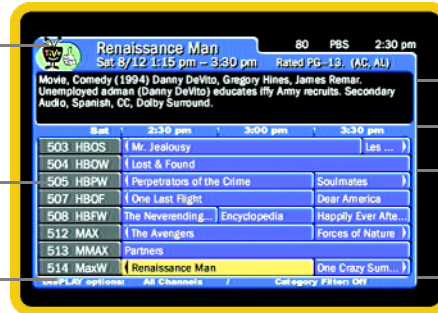 Renaissance Man 80 PBS 2:30 pm
Sat 8/12 1:15 pm – 3:30 pm Rated PG-13. (AC, AL)
Movie, Comedy (1994) Danny DeVito, Gregory Hines, James Remar.
Unemployed adman (Danny DeVito) educates iffy Army recruits. Secondary
Audio, Spanish, CC, Dolby Surround.
Sat 2:30 pm 3:00 pm 3:30 pm
503 HBOS Mr. Jealousy Les ...
504 HBOW Lost & Found
505 HBPW Perpetrators of the Crime Soulmates
507 HBOF One Last Flight Dear America
508 HBFW The Neverending... Encyclopedia Happily Ever Afte...
512 MAX The Avengers Forces of Nature
513 MMAX Partners
514 MaxW Renaissance Man One Crazy Sum...
DisPLAY options: All Channels / Category Filter: Off